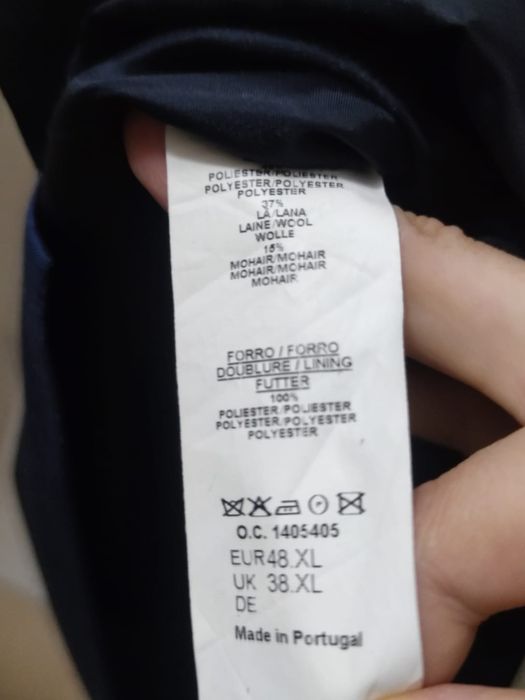 POLIESTER/POLIESTER
POLYESTER/POLYESTER
POLYESTER
37%
LÃ/LANA
LAINE/WOOL
WOLLE
15%
MOHAIR/MOHAIR
MOHAIR/MOHAIR
MOHAIR
FORRO / FORRO
DOUBLURE / LINING
FUTTER
100%
POLIESTER/POLIESTER
POLYESTER/POLYESTER
POLYESTER
O.C. 1405405
EUR48.XL
UK 38.XL
DE
Made in Portugal